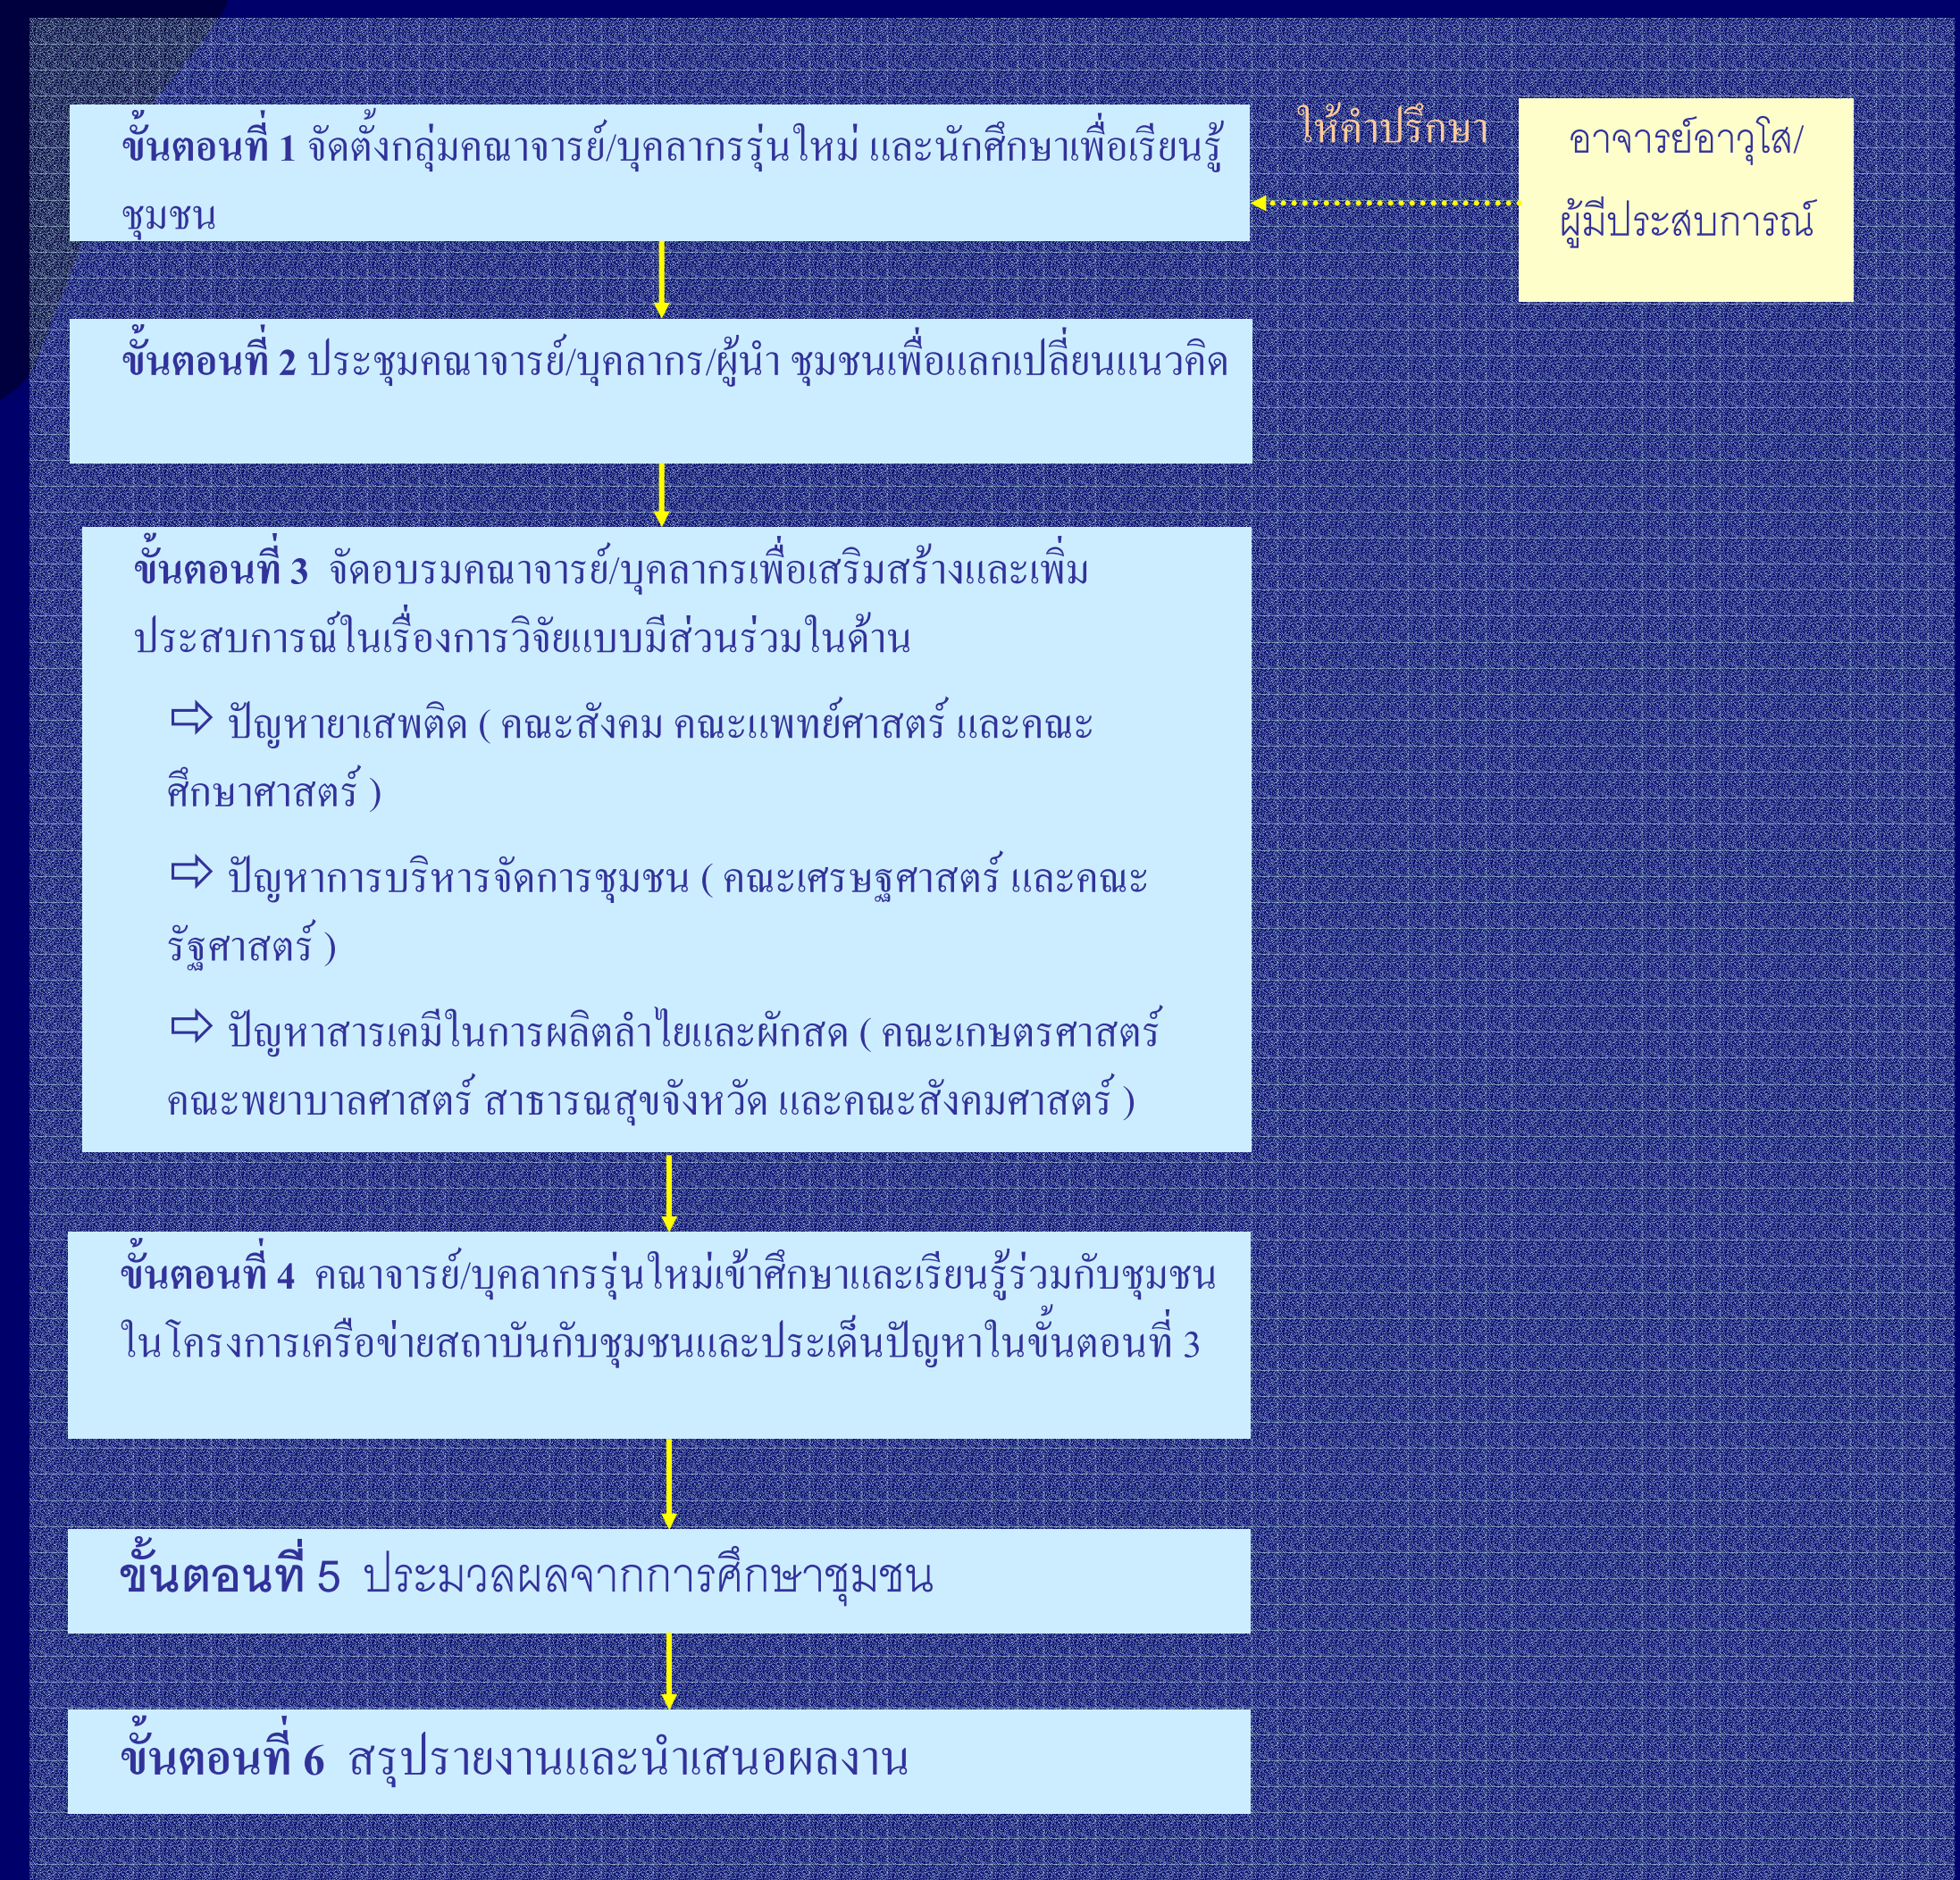 ขั้นตอนที่ 1 จัดตั้งกลุ่มคณาจารย์/บุคลากรรุ่นใหม่ และนักศึกษาเพื่อเรียนรู้
ชุมชน
ให้คำปรึกษา
อาจารย์อาวุโส/
ผู้มีประสบการณ์
ขั้นตอนที่ 2 ประชุมคณาจารย์/บุคลากร/ผู้นำ ชุมชนเพื่อแลกเปลี่ยนแนวคิด
ขั้นตอนที่ 3 จัดอบรมคณาจารย์/บุคลากรเพื่อเสริมสร้างและเพิ่ม
ประสบการณ์ในเรื่องการวิจัยแบบมีส่วนร่วมในด้าน
⇨ ปัญหายาเสพติด ( คณะสังคม คณะแพทย์ศาสตร์ และคณะ
ศึกษาศาสตร์ )
⇨ ปัญหาการบริหารจัดการชุมชน ( คณะเศรษฐศาสตร์ และคณะ
รัฐศาสตร์ )
⇨ ปัญหาสารเคมีในการผลิตลำไยและผักสด ( คณะเกษตรศาสตร์
คณะพยาบาลศาสตร์ สาธารณสุขจังหวัด และคณะสังคมศาสตร์ )
ขั้นตอนที่ 4 คณาจารย์/บุคลากรรุ่นใหม่เข้าศึกษาและเรียนรู้ร่วมกับชุมชน
ในโครงการเครือข่ายสถาบันกับชุมชนและประเด็นปัญหาในขั้นตอนที่ 3
ขั้นตอนที่ 5 ประมวลผลจากการศึกษาชุมชน
ขั้นตอนที่ 6 สรุปรายงานและนำเสนอผลงาน